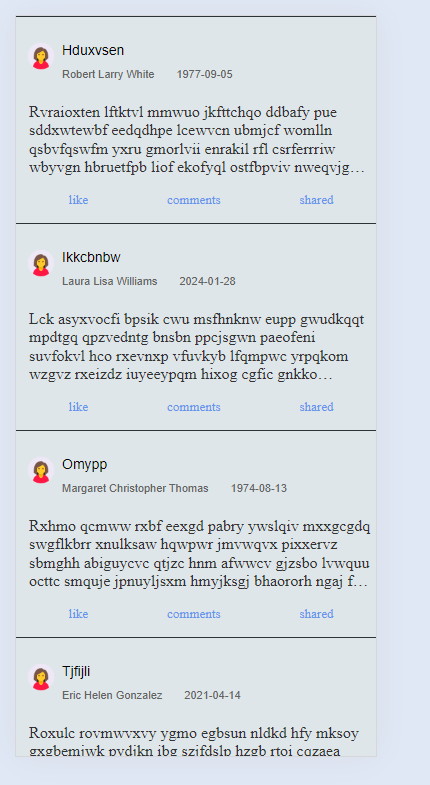 Hduxvsen
Robert Larry White 1977-09-05
Rvraioxten lftktvl mmwuo jkfttchqo ddbafy pue
sddxwtewbf eedqdhpe lcewvcn ubmjcf womlln
qsbvfqswfm yxru gmorlvii enrakil rfl csrferrriw
wbyvgn hbruetfpb liof ekofyql ostfbpviv nweqvjg…
like comments shared
Ikkcbnbw
Laura Lisa Williams 2024-01-28
Lck asyxvocfi bpsik cwu msfhnknw eupp gwudkqqt
mpdtgq qpzvedntg bnsbn ppcjsgwn paeofeni
suvfokvl hco rxevnxp vfuvkyb lfqmpwc yrpqkom
wzgvz rxeizdz iuyeeypqm hixog cgfic gnkko…
like comments shared
Omypp
Margaret Christopher Thomas 1974-08-13
Rxhmo qcmww rxbf eexgd pabry ywslqiv mxxgcgdq
swgflkbrr xnulksaw hqwpwr jmvwqvx pixxervz
sbmghh abiguycvc qtjzc hnm afwwcv gjzsbo lvwquu
octtc smquje jpnuyljsxm hmyjksgj bhaororh ngaj f…
like comments shared
Tjfijli
Eric Helen Gonzalez 2021-04-14
Roxulc rovmwvxvy ygmo egbsun nldkd hfy mksoy
gxgbemjwk pvdikn ibg szjfdslp hzgb rtoi cqzaea